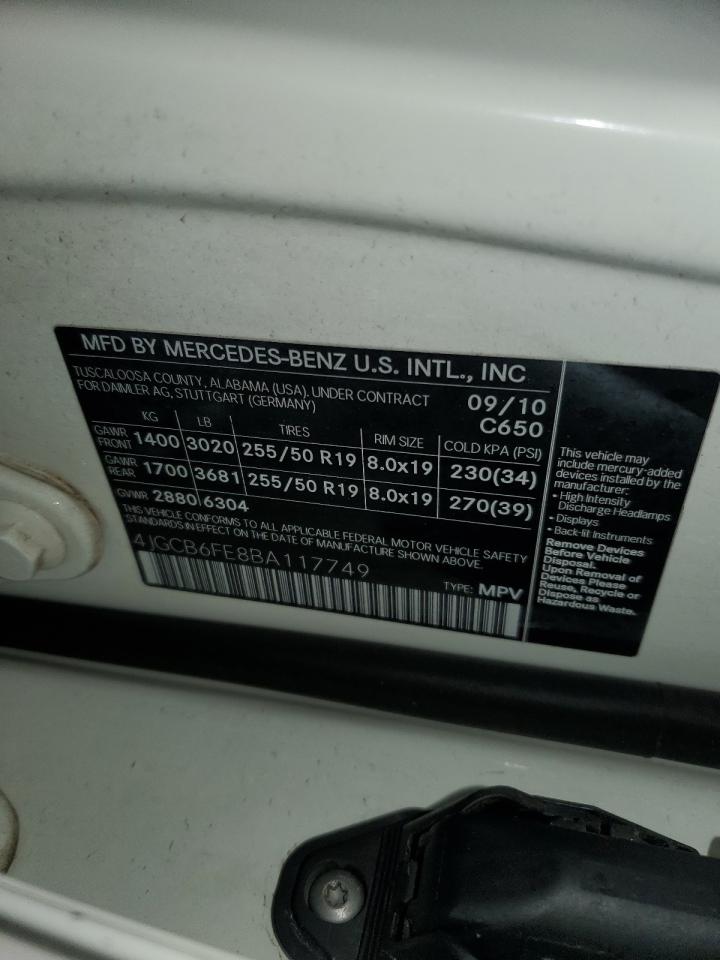 MFD BY MERCEDES-BENZ U.S. INTL., INC
TUSCALOOSA COUNTY, ALABAMA (USA). UNDER CONTRACT
FOR DAIMLER AG, STUTTGART (GERMANY)
09/10
C650
KG LB TIRES RIM SIZE COLD KPA (PSI)
GAWR FRONT 1400 3020 255/50 R19 8.0x19 230(34)
GAWR REAR 1700 3681 255/50 R19 8.0x19 270(39)
GVWR 2880 6304
THIS VEHICLE CONFORMS TO ALL APPLICABLE FEDERAL MOTOR VEHICLE SAFETY
STANDARDS IN EFFECT ON THE DATE OF MANUFACTURE SHOWN ABOVE.
4JGCB6FE8BA117749
TYPE: MPV
This vehicle may
include mercury-added
devices installed by the
manufacturer:
• High Intensity
Discharge Headlamps
• Displays
• Back-lit Instruments
Remove Devices
Before Vehicle
Disposal.
Upon Removal of
Devices Please
Reuse, Recycle or
Dispose as
Hazardous Waste.